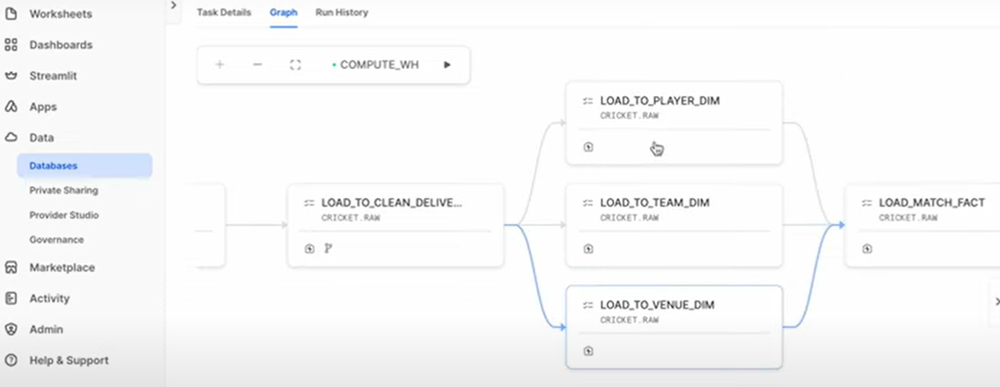 Worksheets
Dashboards
Streamlit
Apps
Data
Databases
Private Sharing
Provider Studio
Governance
Marketplace
Activity
Admin
Help & Support
Task Details Graph Run History
COMPUTE_WH
LOAD_TO_CLEAN_DELIVE...
CRICKET.RAW
LOAD_TO_PLAYER_DIM
CRICKET.RAW
LOAD_TO_TEAM_DIM
CRICKET.RAW
LOAD_TO_VENUE_DIM
CRICKET.RAW
LOAD_MATCH_FACT
CRICKET.RAW